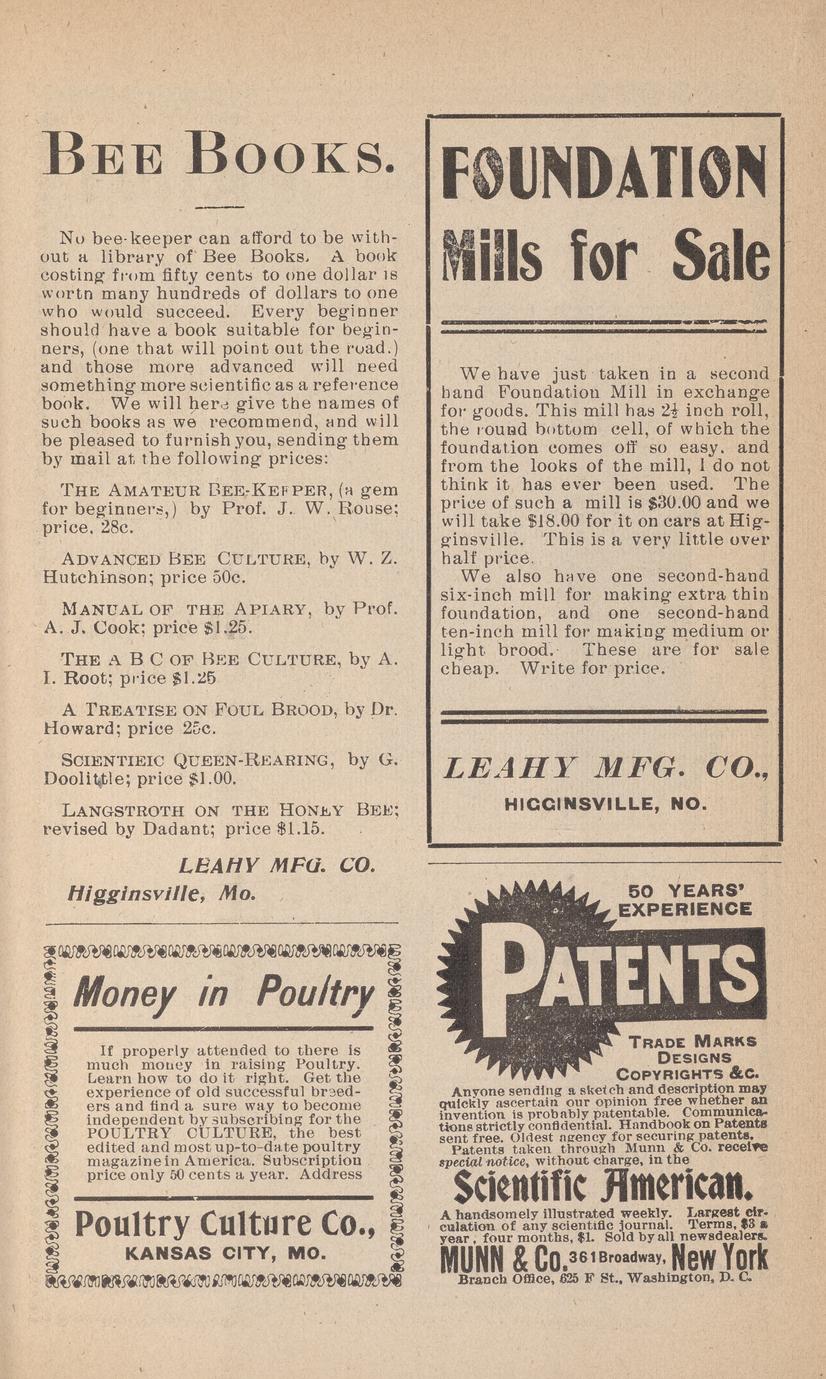 BEE BOOKS.
No bee-keeper can afford to be with-
out a library of Bee Books. A book
costing from fifty cents to one dollar is
wortn many hundreds of dollars to one
who would succeed. Every beginner
should have a book suitable for begin-
ners, (one that will point out the road.)
and those more advanced will need
something more scientific as a reference
book. We will here give the names of
such books as we recommend, and will
be pleased to furnish you, sending them
by mail at the following prices:
THE AMATEUR BEE-KEEPER, (a gem
for beginners,) by Prof. J. W. Rouse;
price, 28c.
ADVANCED BEE CULTURE, by W. Z.
Hutchinson; price 50c.
MANUAL OF THE APIARY, by Prof.
A. J. Cook; price $1.25.
THE A B C OF BEE CULTURE, by A.
I. Root; price $1.25
A TREATISE ON FOUL BROOD, by Dr.
Howard; price 25c.
SCIENTIEIC QUEEN-REARING, by G.
Doolittle; price $1.00.
LANGSTROTH ON THE HONEY BEE;
revised by Dadant; price $1.15.
LEAHY MFG. CO.
Higginsville, Mo.
Money in Poultry
If properly attended to there is
much money in raising Poultry.
Learn how to do it right. Get the
experience of old successful breed-
ers and find a sure way to become
independent by subscribing for the
POULTRY CULTURE, the best
edited and most up-to-date poultry
magazine in America. Subscription
price only 50 cents a year. Address
Poultry Culture Co.,
KANSAS CITY, MO.
FOUNDATION
Mills for Sale
We have just taken in a second
hand Foundation Mill in exchange
for goods. This mill has 2½ inch roll,
the round bottom cell, of which the
foundation comes off so easy. and
from the looks of the mill, I do not
think it has ever been used. The
price of such a mill is $30.00 and we
will take $18.00 for it on cars at Hig-
ginsville. This is a very little over
half price.
We also have one second-hand
six-inch mill for making extra thin
foundation, and one second-hand
ten-inch mill for making medium or
light brood. These are for sale
cheap. Write for price.
LEAHY MFG. CO.,
HIGGINSVILLE, NO.
50 YEARS'
EXPERIENCE
PATENTS
TRADE MARKS
DESIGNS
COPYRIGHTS &C.
Anyone sending a sketch and description may
quickly ascertain our opinion free whether an
invention is probably patentable. Communica-
tions strictly confidential. Handbook on Patents
sent free. Oldest agency for securing patents.
Patents taken through Munn & Co. receive
special notice, without charge, in the
Scientific American.
A handsomely illustrated weekly. Largest cir-
culation of any scientific journal. Terms, $3 a
year, four months, $1. Sold by all newsdealers.
MUNN & Co. 361 Broadway, New York
Branch Office, 625 F St., Washington, D. C.